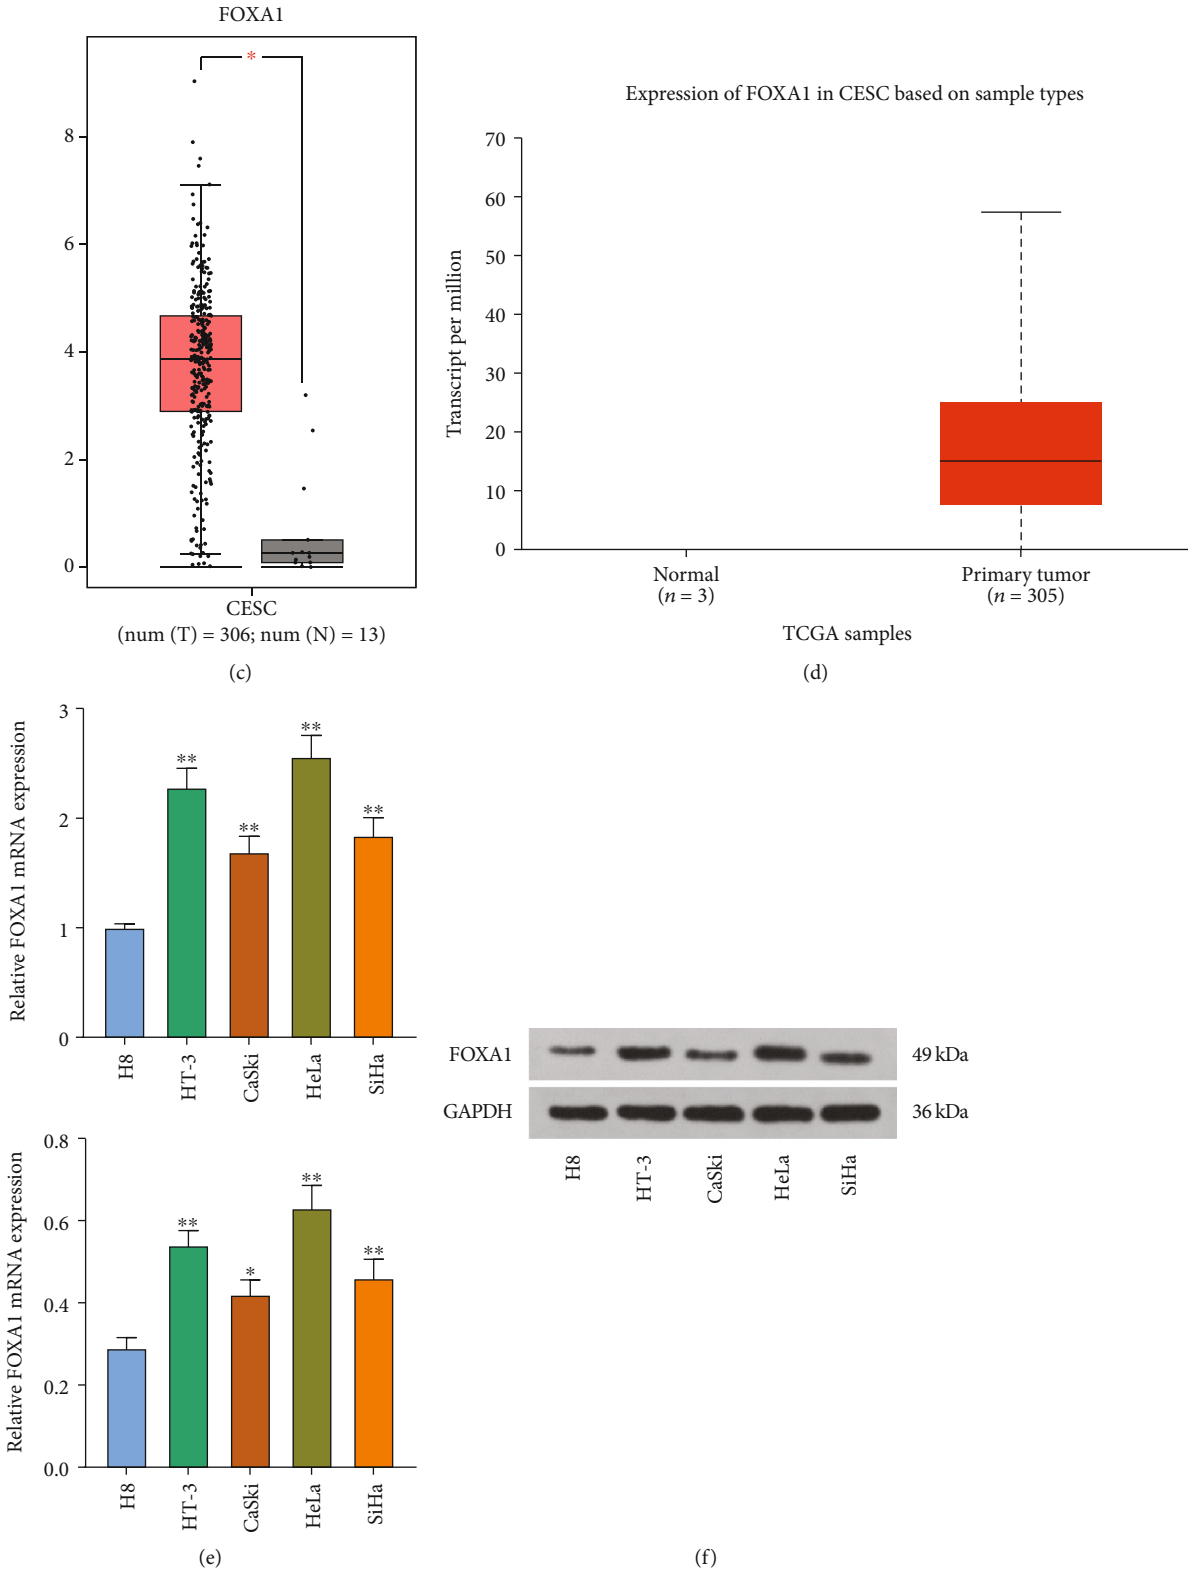 FOXA1
*
8
6
4
2
0
CESC
(num (T) = 306; num (N) = 13)
(c)
Expression of FOXA1 in CESC based on sample types
Transcript per million
70
60
50
40
30
20
10
0
Normal
(n = 3)
Primary tumor
(n = 305)
TCGA samples
(d)
Relative FOXA1 mRNA expression
3
2
1
0
**
**
**
**
H8
HT-3
CaSki
HeLa
SiHa
Relative FOXA1 mRNA expression
0.8
0.6
0.4
0.2
0.0
**
*
**
**
H8
HT-3
CaSki
HeLa
SiHa
(e)
FOXA1
49 kDa
GAPDH
36 kDa
H8
HT-3
CaSki
HeLa
SiHa
(f)